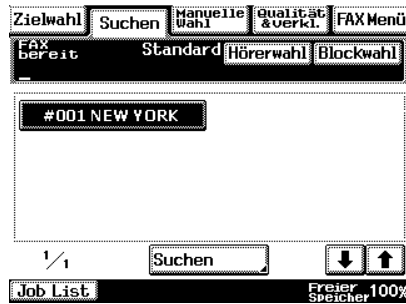 Zielwahl Suchen Manuelle Wahl Qualität & Verkl. FAX Menü
FAX bereit Standard Hörerwahl Blockwahl
#001 NEW YORK
1/1 Suchen
Job List Freier Speicher 100%